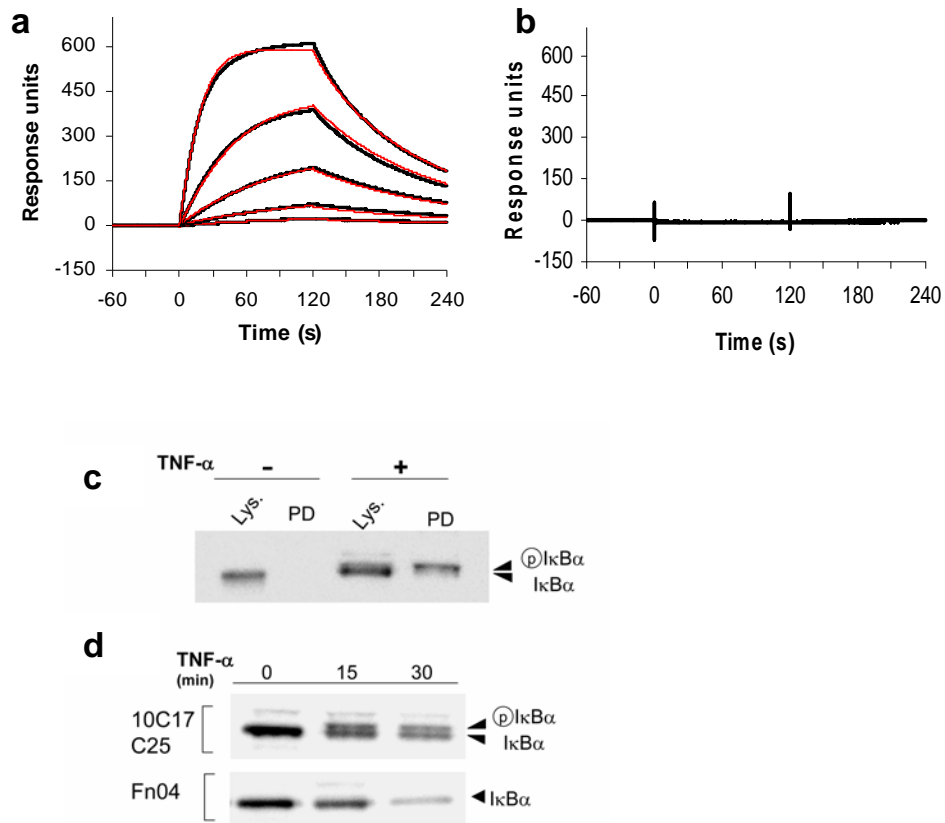 a
Response units
600
450
300
150
0
-150
-60 0 60 120 180 240
Time (s)
b
Response units
600
450
300
150
0
-150
-60 0 60 120 180 240
Time (s)
c
TNF-α - +
Lys. PD Lys. PD
ⓟIκBα
IκBα
d
TNF-α
(min)
0 15 30
10C17
C25
ⓟIκBα
IκBα
Fn04
IκBα